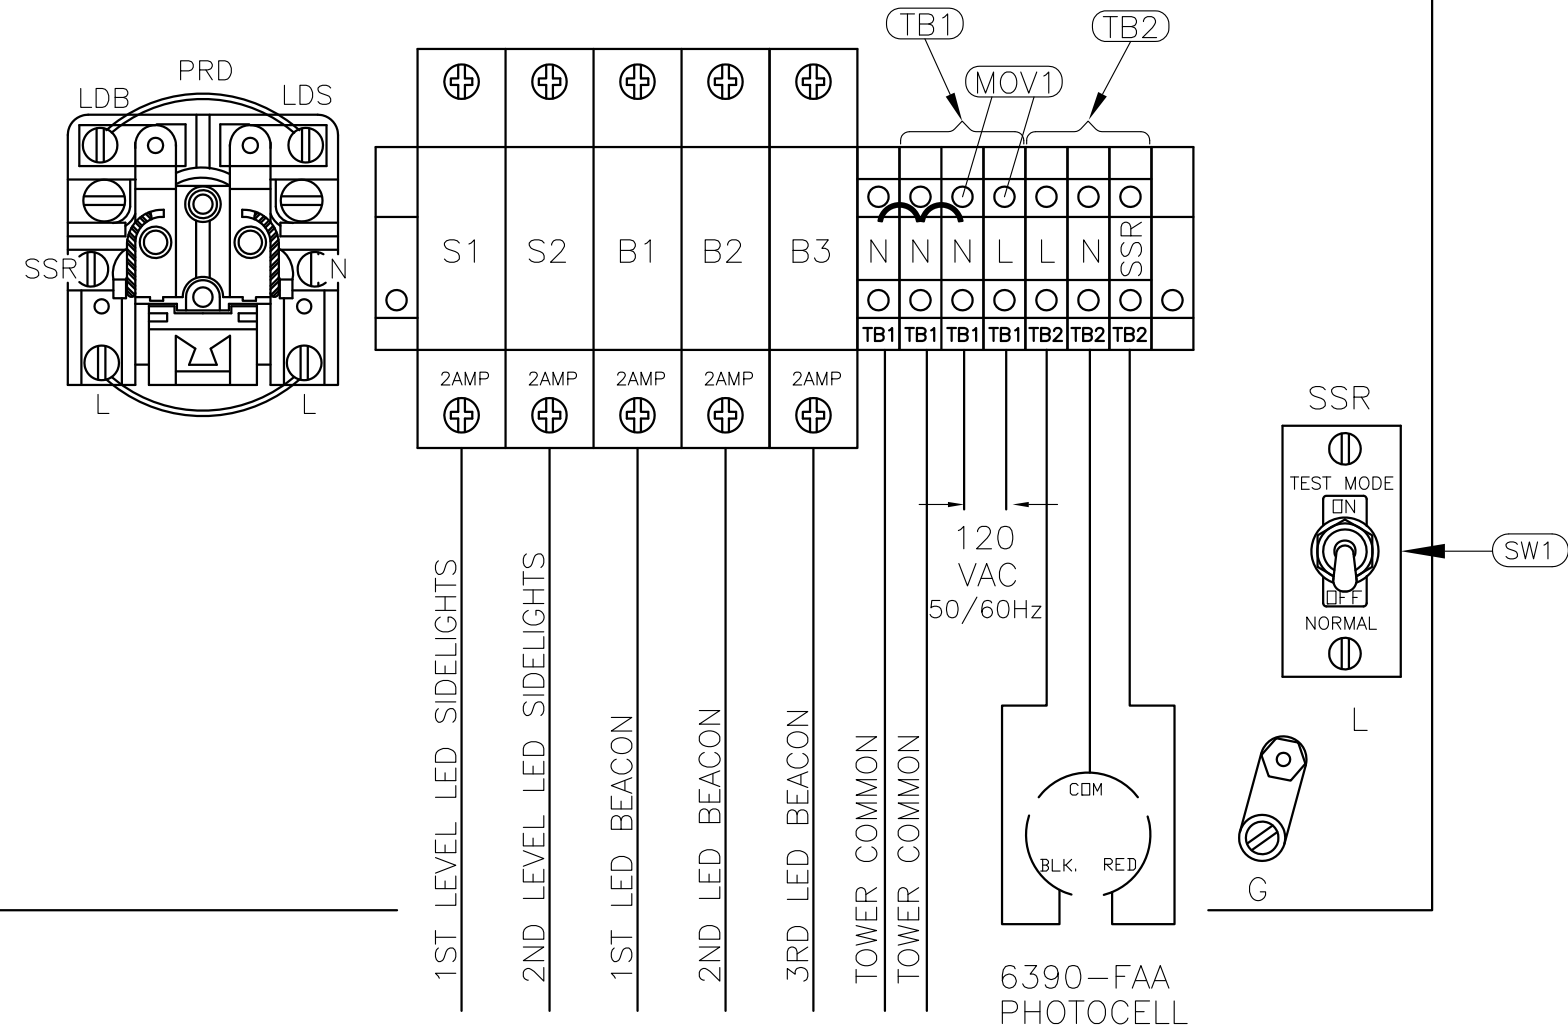 TB1
TB2
MOV1
PRD
LDB
LDS
SSR
N
L
L
S1
S2
B1
B2
B3
N
N
N
L
L
N
SSR
TB1
TB1
TB1
TB1
TB2
TB2
TB2
2AMP
2AMP
2AMP
2AMP
2AMP
120
VAC
50/60Hz
1ST LEVEL LED SIDELIGHTS
2ND LEVEL LED SIDELIGHTS
1ST LED BEACON
2ND LED BEACON
3RD LED BEACON
TOWER COMMON
TOWER COMMON
COM
BLK.
RED
6390-FAA
PHOTOCELL
SSR
TEST MODE
ON
OFF
NORMAL
SW1
L
G